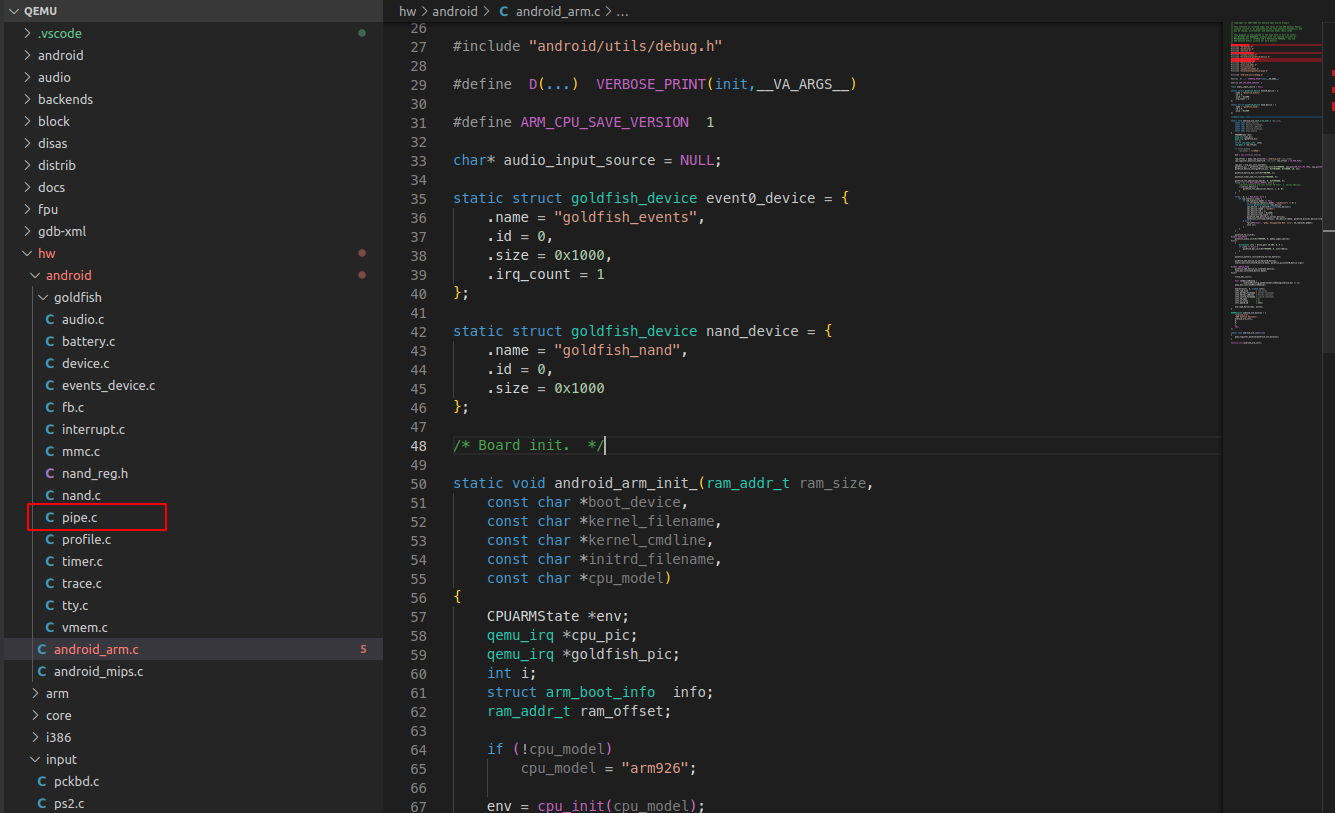 QEMU
.vscode
android
audio
backends
block
disas
distrib
docs
fpu
gdb-xml
hw
android
goldfish
C audio.c
C battery.c
C device.c
C events_device.c
C fb.c
C interrupt.c
C mmc.c
C nand_reg.h
C nand.c
C pipe.c
C profile.c
C timer.c
C trace.c
C tty.c
C vmem.c
C android_arm.c 5
C android_mips.c
arm
core
i386
input
C pckbd.c
C ps2.c
hw > android > C android_arm.c > ...
26
27 #include "android/utils/debug.h"
28
29 #define  D(...)  VERBOSE_PRINT(init,__VA_ARGS__)
30
31 #define ARM_CPU_SAVE_VERSION  1
32
33 char* audio_input_source = NULL;
34
35 static struct goldfish_device event0_device = {
36     .name = "goldfish_events",
37     .id = 0,
38     .size = 0x1000,
39     .irq_count = 1
40 };
41
42 static struct goldfish_device nand_device = {
43     .name = "goldfish_nand",
44     .id = 0,
45     .size = 0x1000
46 };
47
48 /* Board init.  */
49
50 static void android_arm_init_(ram_addr_t ram_size,
51     const char *boot_device,
52     const char *kernel_filename,
53     const char *kernel_cmdline,
54     const char *initrd_filename,
55     const char *cpu_model)
56 {
57     CPUARMState *env;
58     qemu_irq *cpu_pic;
59     qemu_irq *goldfish_pic;
60     int i;
61     struct arm_boot_info  info;
62     ram_addr_t ram_offset;
63
64     if (!cpu_model)
65         cpu_model = "arm926";
66
67     env = cpu_init(cpu_model);